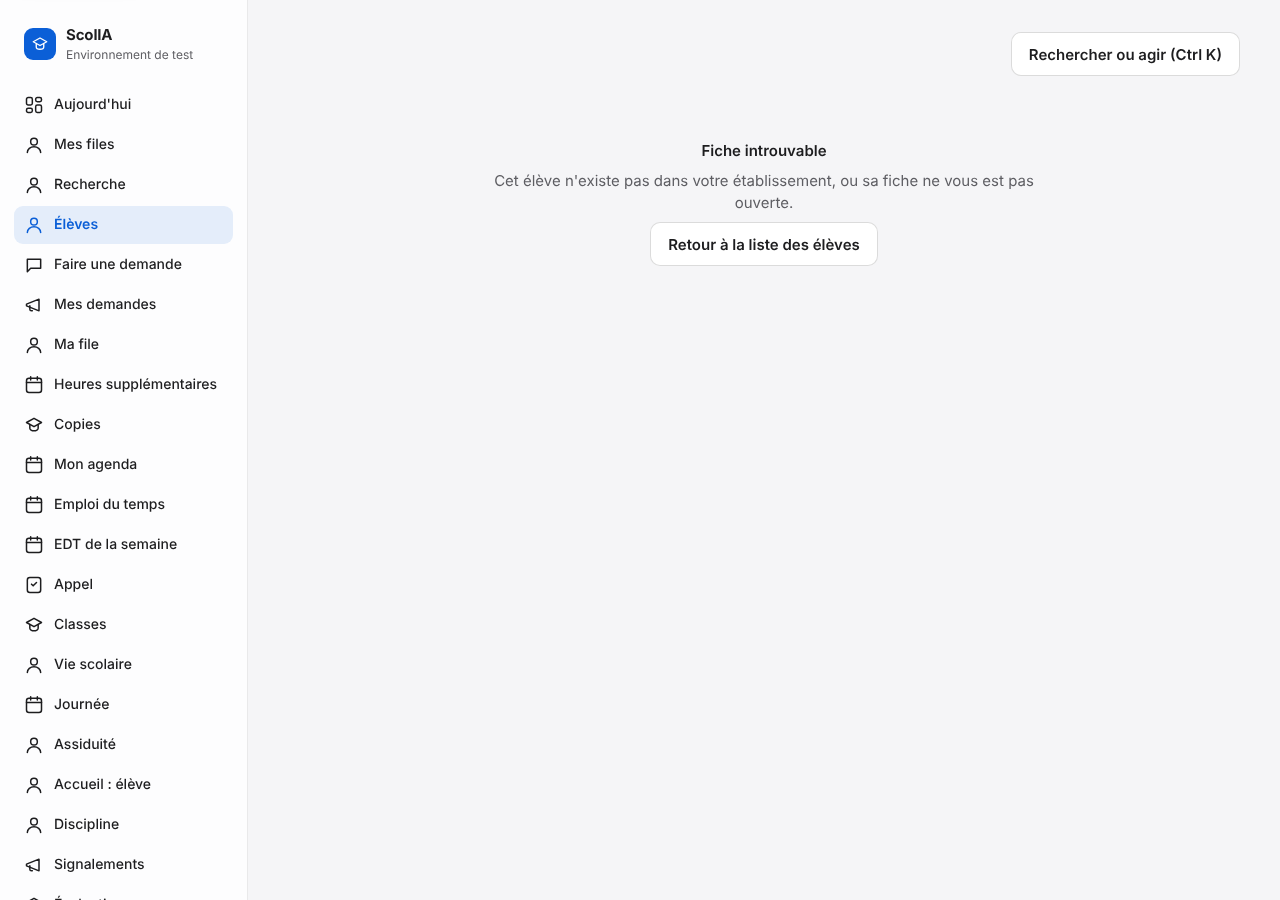 ScolIA
Environnement de test
Rechercher ou agir (Ctrl K)
Aujourd'hui
Mes files
Recherche
Élèves
Faire une demande
Mes demandes
Ma file
Heures supplémentaires
Copies
Mon agenda
Emploi du temps
EDT de la semaine
Appel
Classes
Vie scolaire
Journée
Assiduité
Accueil : élève
Discipline
Signalements
Fiche introuvable
Cet élève n'existe pas dans votre établissement, ou sa fiche ne vous est pas
ouverte.
Retour à la liste des élèves